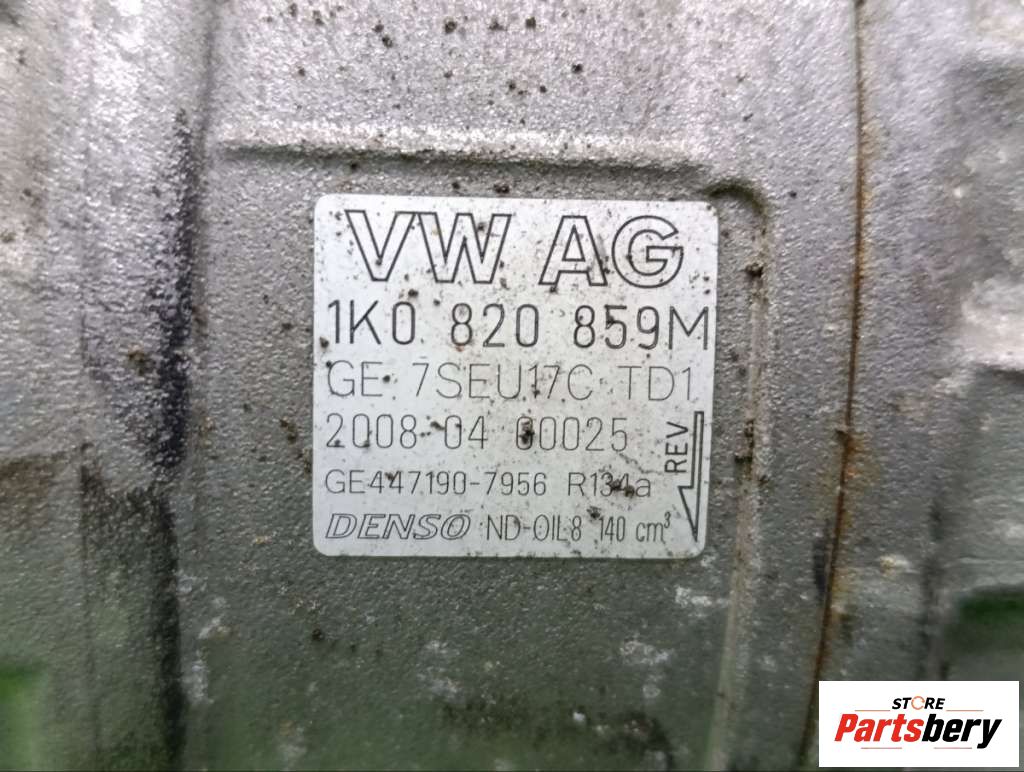 VW AG
1K0 820 859M
GE 7SEU17C TD1
2008-04 00025
REV
GE447190-7956 R134a
DENSO ND-OIL8 140 cm³
STORE
Partsbery